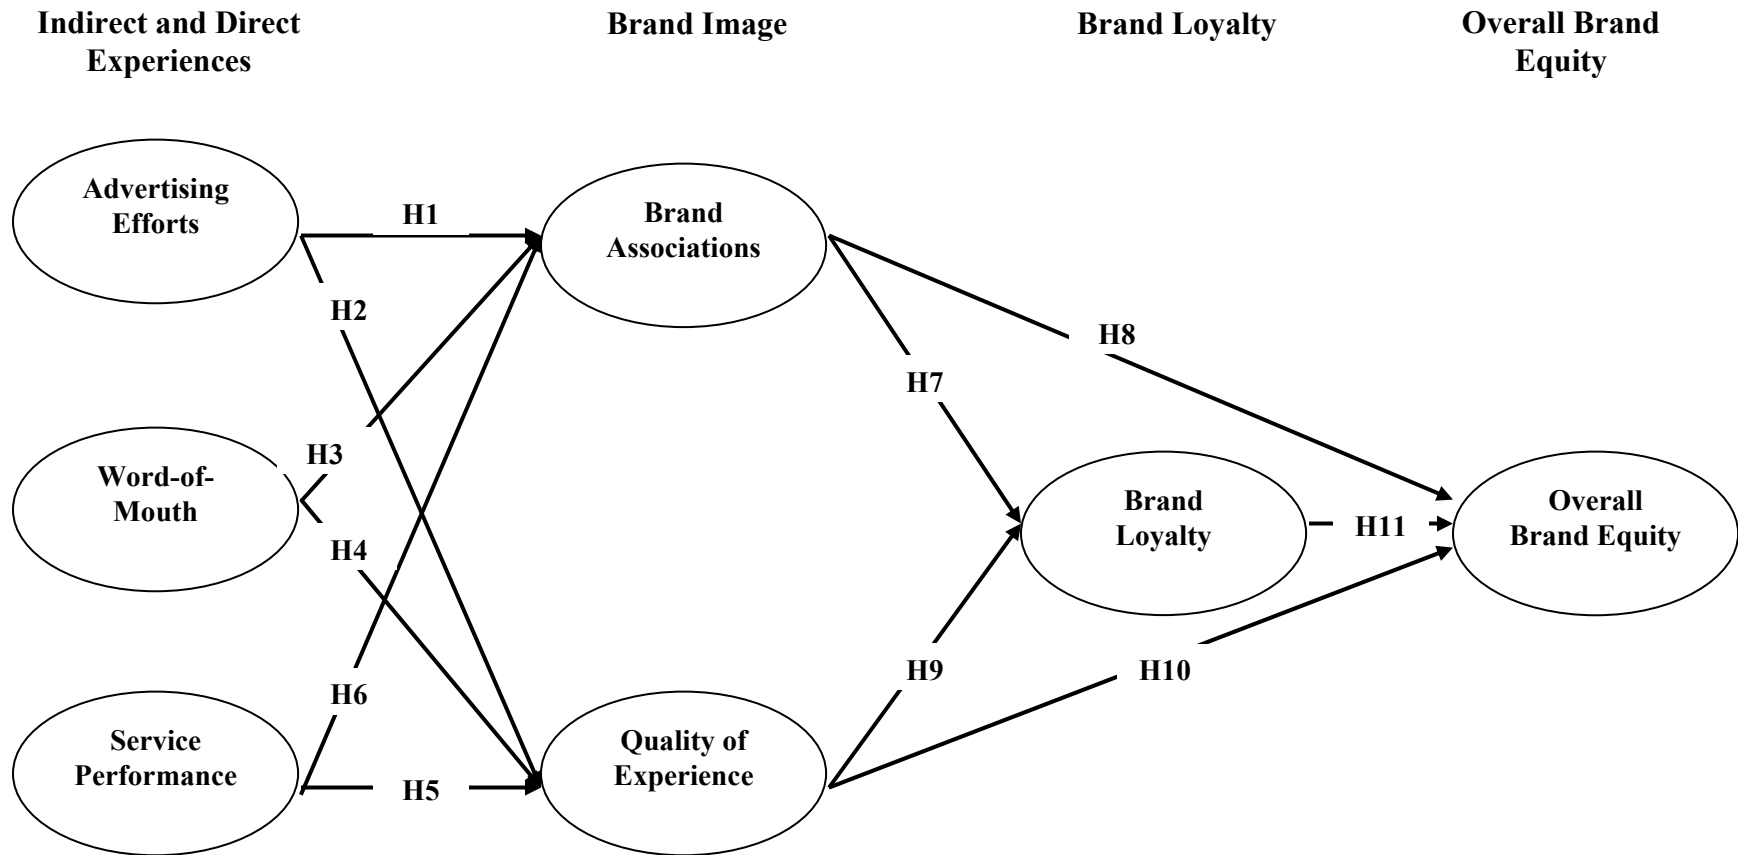 Indirect and Direct
Experiences
Brand Image
Brand Loyalty
Overall Brand
Equity
Advertising
Efforts
H1
Brand
Associations
H2
H8
H7
H3
Word-of-
Mouth
H4
Brand
Loyalty
H11
Overall
Brand Equity
H6
H9
H10
Service
Performance
H5
Quality of
Experience